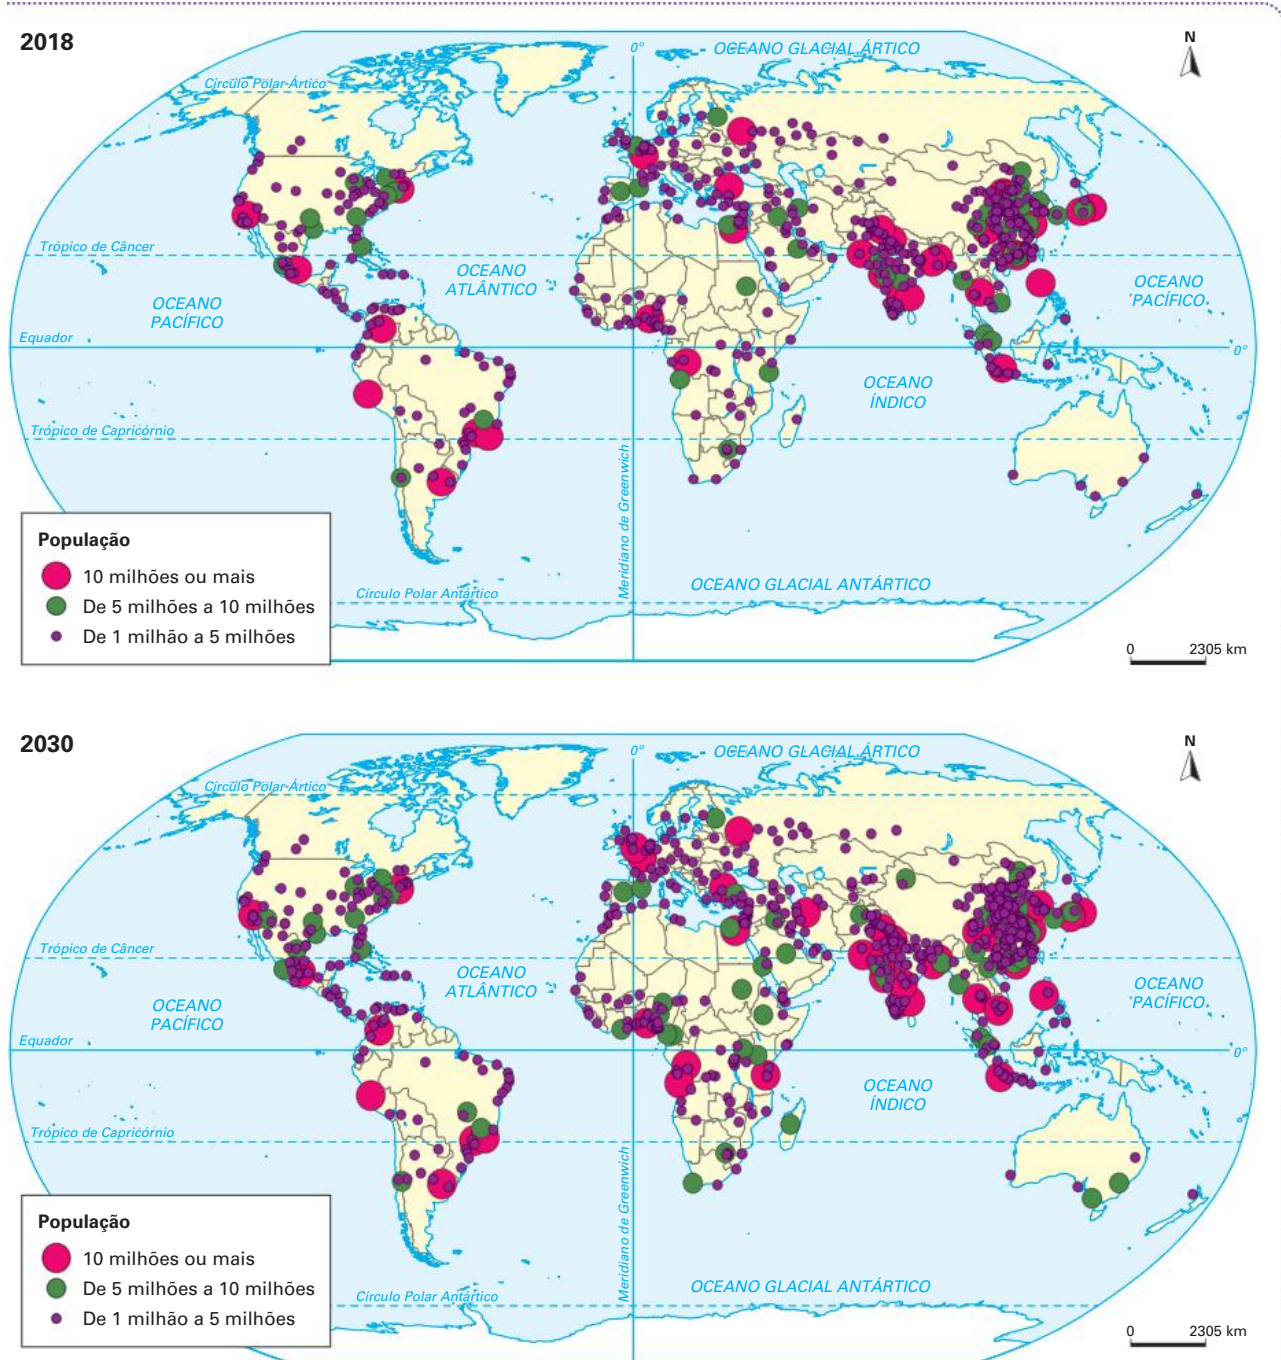 2018
N
0°
OCEANO GLACIAL ÁRTICO
Círculo Polar Ártico
Trópico de Câncer
OCEANO
ATLÂNTICO
OCEANO
PACÍFICO
OCEANO
PACÍFICO
Equador
0°
OCEANO
ÍNDICO
Trópico de Capricórnio
Meridiano de Greenwich
População
10 milhões ou mais
De 5 milhões a 10 milhões
De 1 milhão a 5 milhões
OCEANO GLACIAL ANTÁRTICO
Círculo Polar Antártico
0 2305 km
2030
N
0°
OCEANO GLACIAL ÁRTICO
Círculo Polar Ártico
Trópico de Câncer
OCEANO
ATLÂNTICO
OCEANO
PACÍFICO
OCEANO
PACÍFICO
Equador
0°
OCEANO
ÍNDICO
Trópico de Capricórnio
Meridiano de Greenwich
População
10 milhões ou mais
De 5 milhões a 10 milhões
De 1 milhão a 5 milhões
OCEANO GLACIAL ANTÁRTICO
Círculo Polar Antártico
0 2305 km